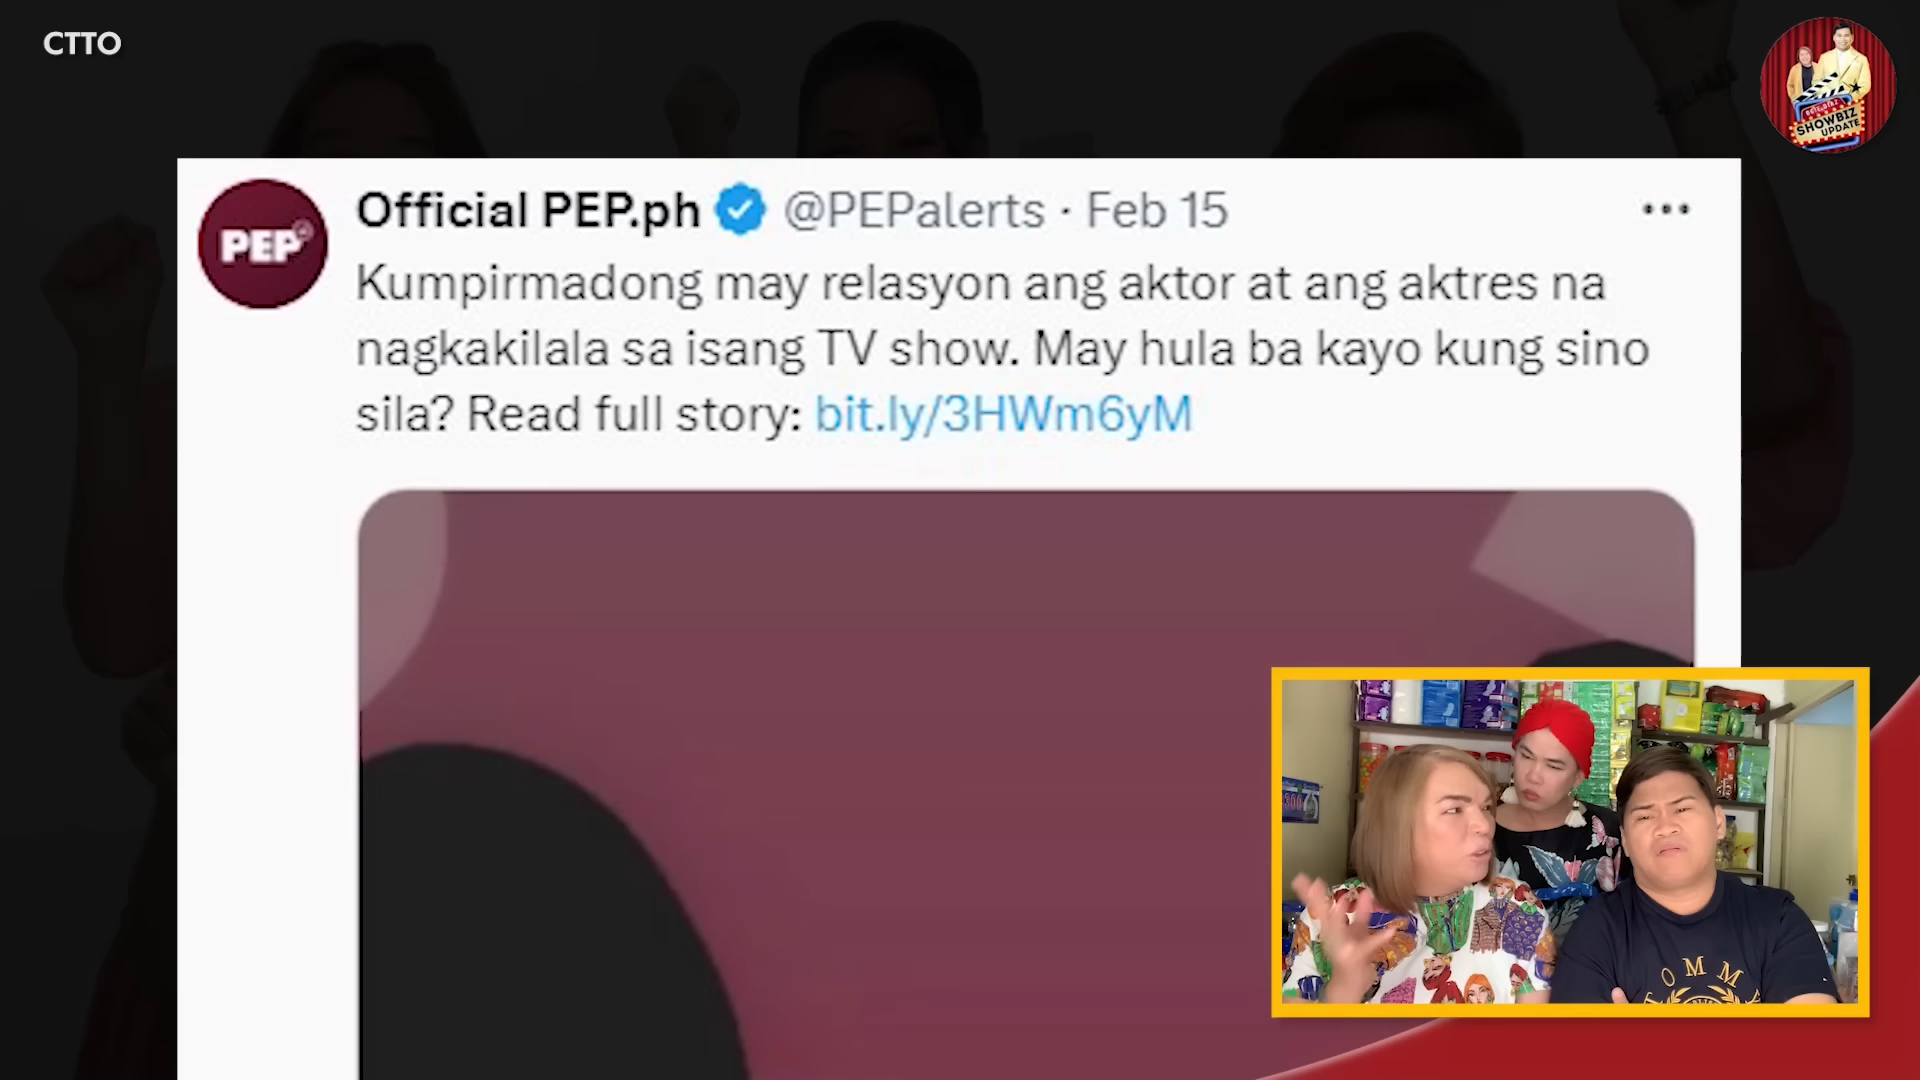 CTTO
SHOWBIZ
UPDATE
PEP
Official PEP.ph @PEPalerts · Feb 15
Kumpirmadong may relasyon ang aktor at ang aktres na
nagkakilala sa isang TV show. May hula ba kayo kung sino
sila? Read full story: bit.ly/3HWm6yM
TOMMY